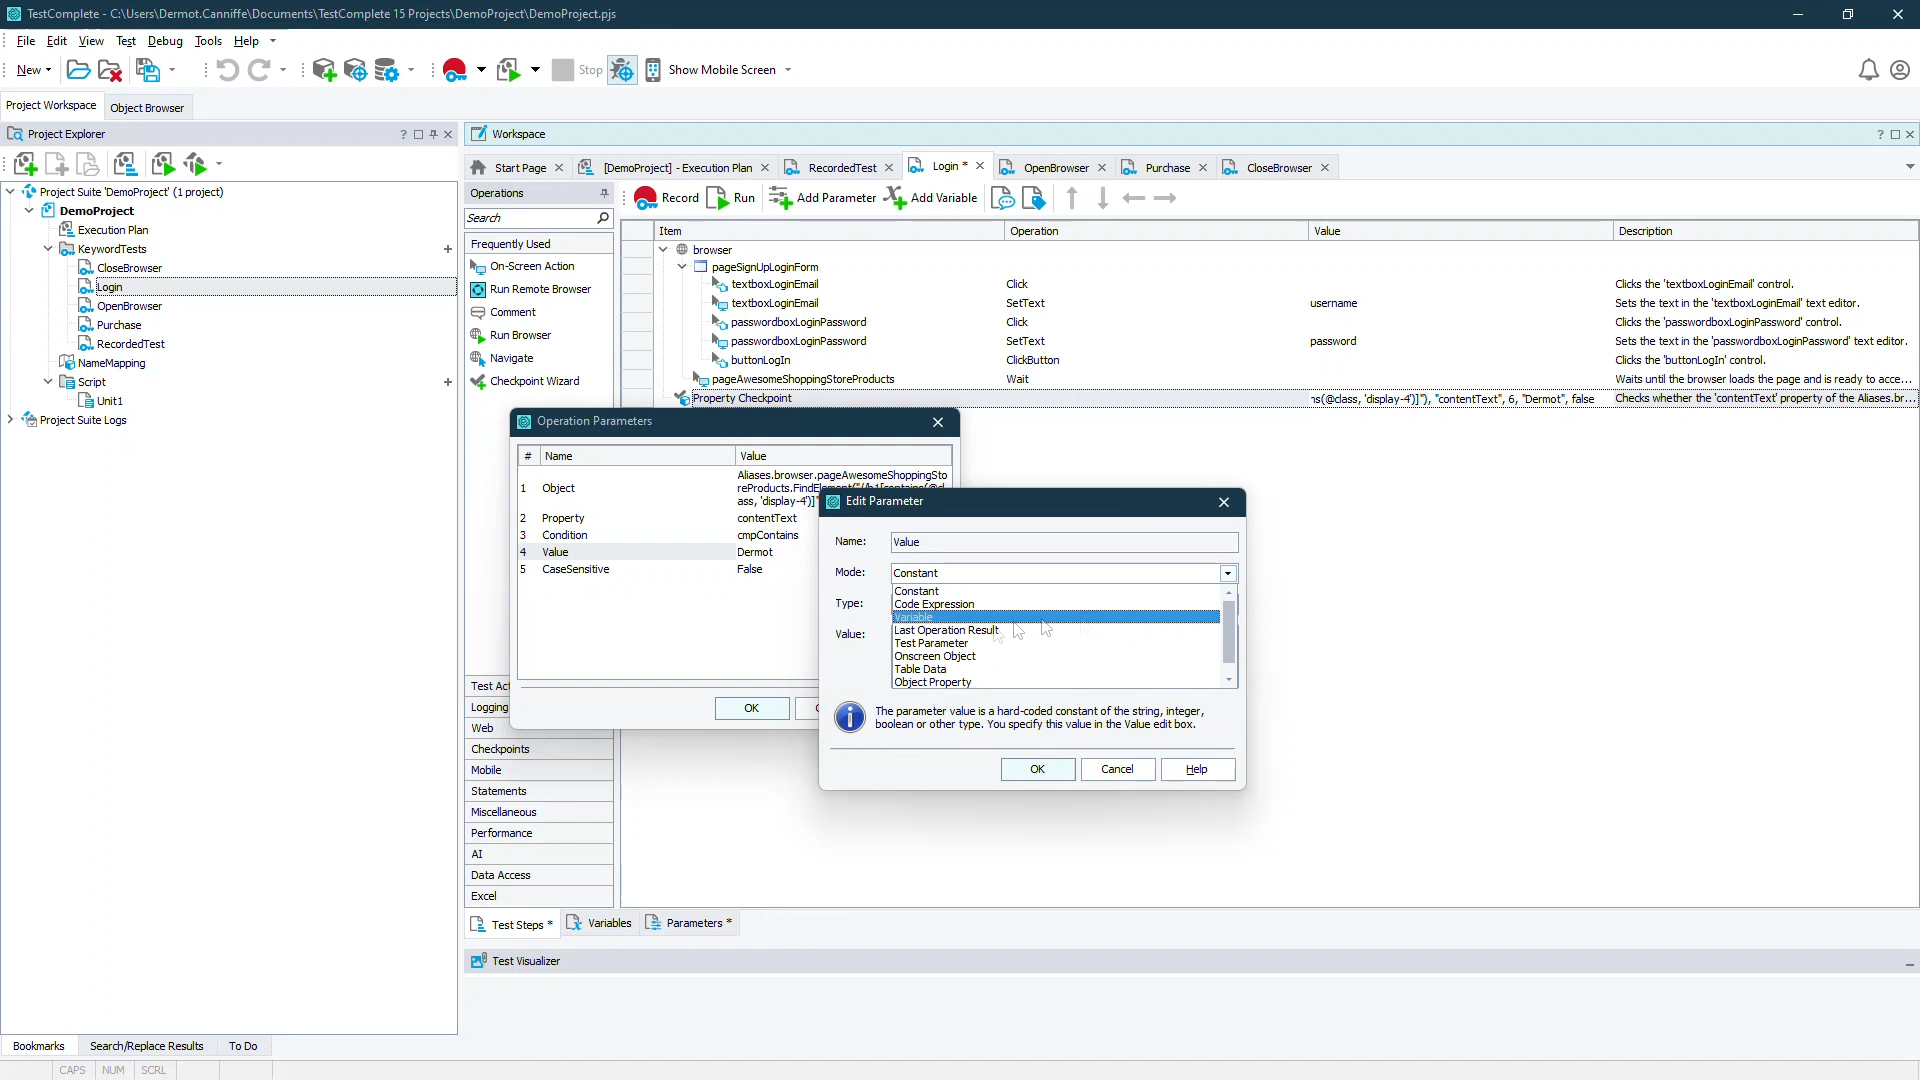 TestComplete - C:\Users\Dermot.Canniffe\Documents\TestComplete 15 Projects\DemoProject\DemoProject.pjs
File Edit View Test Debug Tools Help
New Stop Show Mobile Screen
Project Workspace Object Browser
Project Explorer
Project Suite 'DemoProject' (1 project)
DemoProject
Execution Plan
KeywordTests
CloseBrowser
Login
OpenBrowser
Purchase
RecordedTest
NameMapping
Script
Unit1
Project Suite Logs
Workspace
Start Page [DemoProject] - Execution Plan RecordedTest Login * OpenBrowser Purchase CloseBrowser
Operations
Search
Frequently Used
On-Screen Action
Run Remote Browser
Comment
Run Browser
Navigate
Checkpoint Wizard
Test Act
Logging
Web
Checkpoints
Mobile
Statements
Miscellaneous
Performance
AI
Data Access
Excel
Record Run Add Parameter Add Variable
Item Operation Value Description
browser
pageSignUpLoginForm
textboxLoginEmail Click Clicks the 'textboxLoginEmail' control.
textboxLoginEmail SetText username Sets the text in the 'textboxLoginEmail' text editor.
passwordboxLoginPassword Click Clicks the 'passwordboxLoginPassword' control.
passwordboxLoginPassword SetText password Sets the text in the 'passwordboxLoginPassword' text editor.
buttonLogIn ClickButton Clicks the 'buttonLogIn' control.
pageAwesomeShoppingStoreProducts Wait Waits until the browser loads the page and is ready to acce...
Property Checkpoint ns(@class, 'display-4')]"), "contentText", 6, "Dermot", false Checks whether the 'contentText' property of the Aliases.br...
Operation Parameters
# Name Value
1 Object Aliases.browser.pageAwesomeShoppingSto
reProducts.FindElement("//h1[contains(@cl
ass, 'display-4')]"
2 Property contentText
3 Condition cmpContains
4 Value Dermot
5 CaseSensitive False
OK
Edit Parameter
Name: Value
Mode: Constant
Constant
Type: Code Expression
Variable
Value: Last Operation Result
Test Parameter
Onscreen Object
Table Data
Object Property
The parameter value is a hard-coded constant of the string, integer,
boolean or other type. You specify this value in the Value edit box.
OK Cancel Help
Test Steps * Variables Parameters *
Test Visualizer
Bookmarks Search/Replace Results To Do
CAPS NUM SCRL